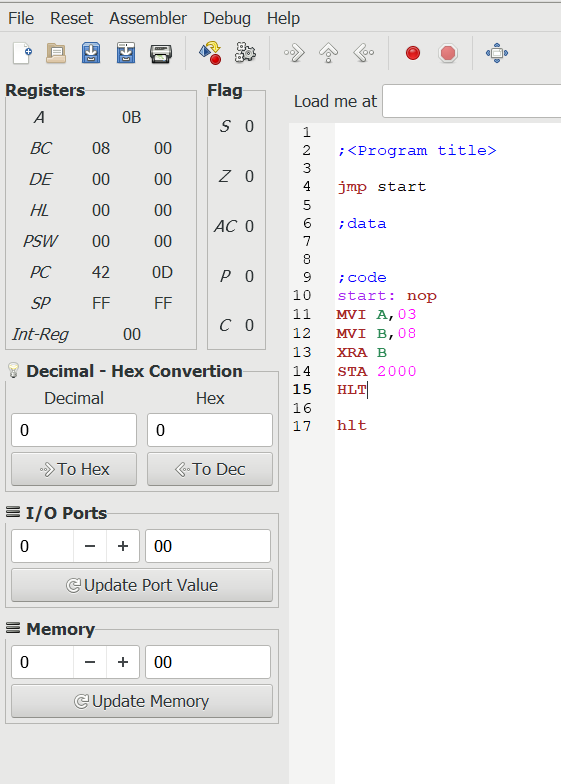 File Reset Assembler Debug Help
Registers
A 0B
BC 08 00
DE 00 00
HL 00 00
PSW 00 00
PC 42 0D
SP FF FF
Int-Reg 00
Flag
S 0
Z 0
AC 0
P 0
C 0
Decimal - Hex Convertion
Decimal Hex
0 0
To Hex To Dec
I/O Ports
0 − + 00
Update Port Value
Memory
0 − + 00
Update Memory
Load me at
1
2 ;<Program title>
3
4 jmp start
5
6 ;data
7
8
9 ;code
10 start: nop
11 MVI A,03
12 MVI B,08
13 XRA B
14 STA 2000
15 HLT
16
17 hlt